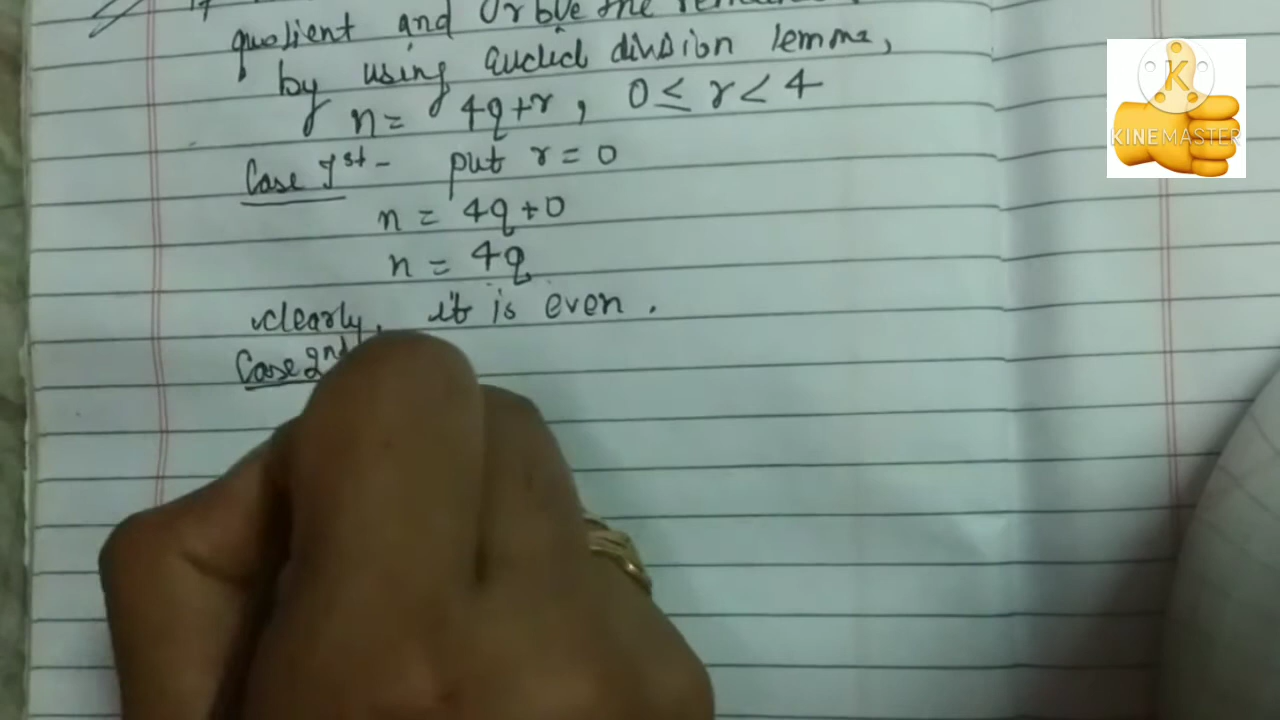 quotient and r be the
by using euclid division lemma,
n = 4q+r , 0 ≤ r < 4
Case 1st - put r = 0
n = 4q+0
n = 4q
clearly, it is even.
Case 2nd
K
KINEMASTER